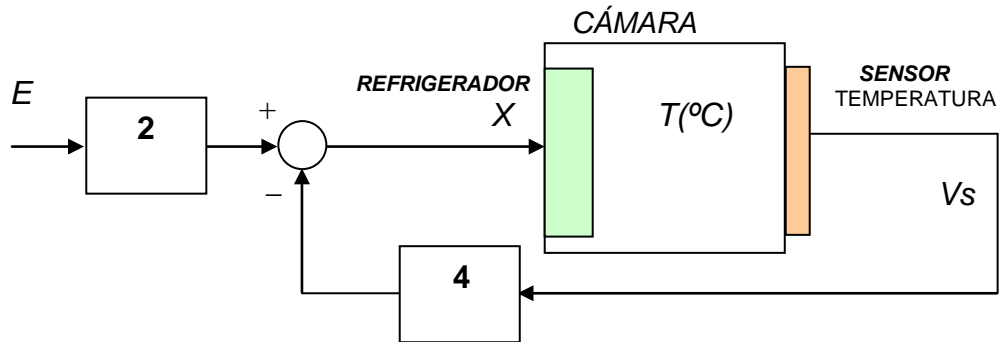 CÁMARA
E
2
+
−
REFRIGERADOR
X
T(ºC)
SENSOR
TEMPERATURA
Vs
4